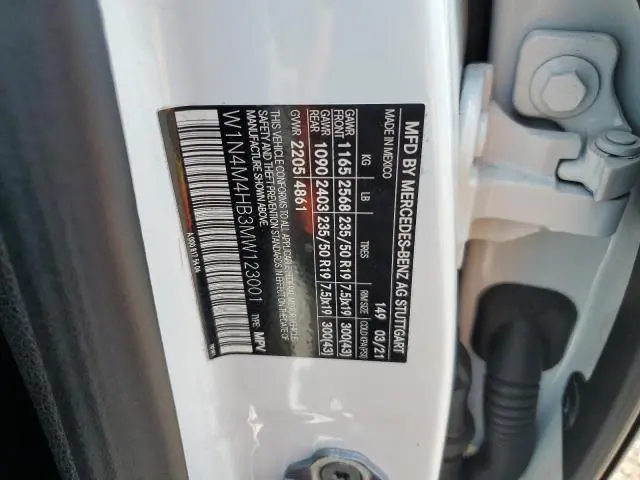 MFD BY MERCEDES-BENZ AG STUTTGART
MADE IN MEXICO 149 03/21
KG LB TIRES RIM SIZE COLD KPA/(PSI)
GAWR FRONT 1165 2568 235/50 R19 7.5Jx19 300(43)
GAWR REAR 1090 2403 235/50 R19 7.5Jx19 300(43)
GVWR 2205 4861
THIS VEHICLE CONFORMS TO ALL APPLICABLE
SAFETY AND THEFT PREVENTION STANDARDS IN EFFECT ON THE DATE OF
MANUFACTURE SHOWN ABOVE.
W1N4M4HB3MW123001 TYPE: MPV